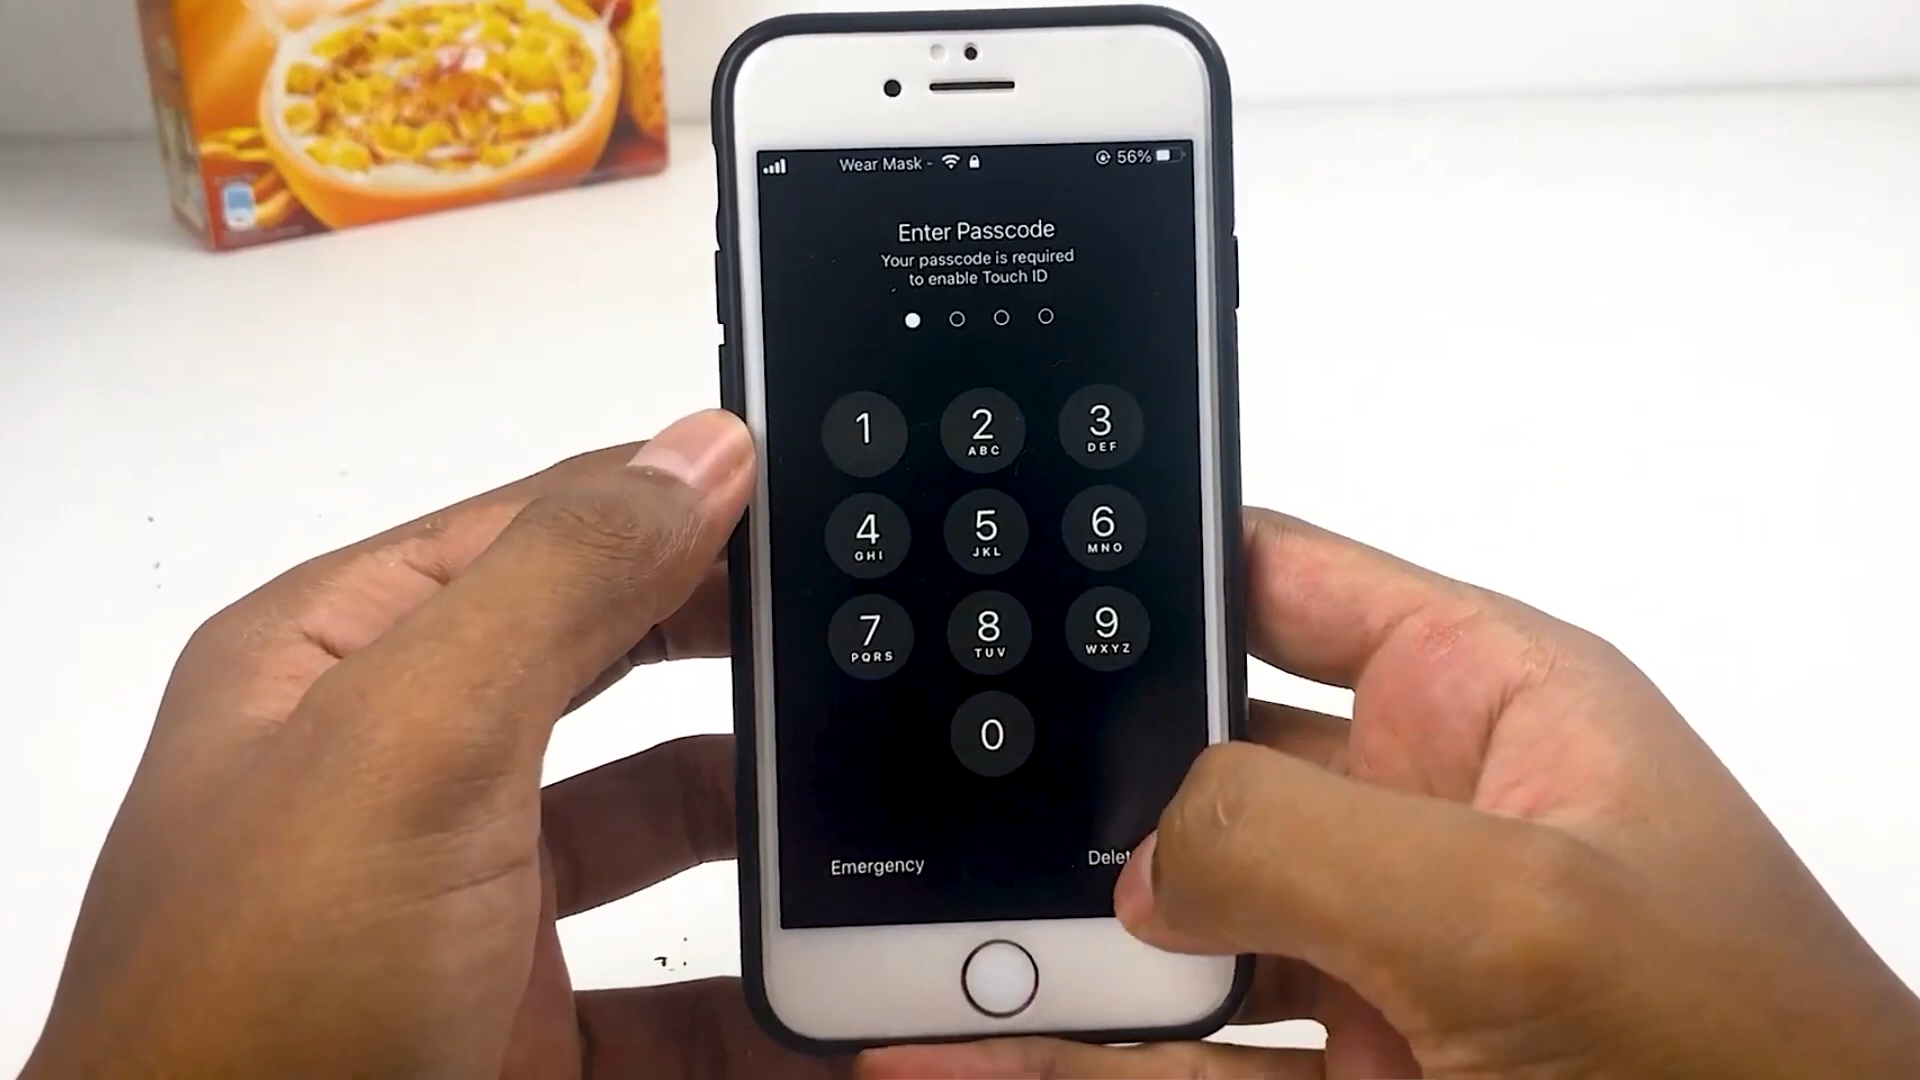 Wear Mask - 56%
Enter Passcode
Your passcode is required
to enable Touch ID
1 2 3
ABC DEF
4 5 6
GHI JKL MNO
7 8 9
PQRS TUV WXYZ
0
Emergency Delet